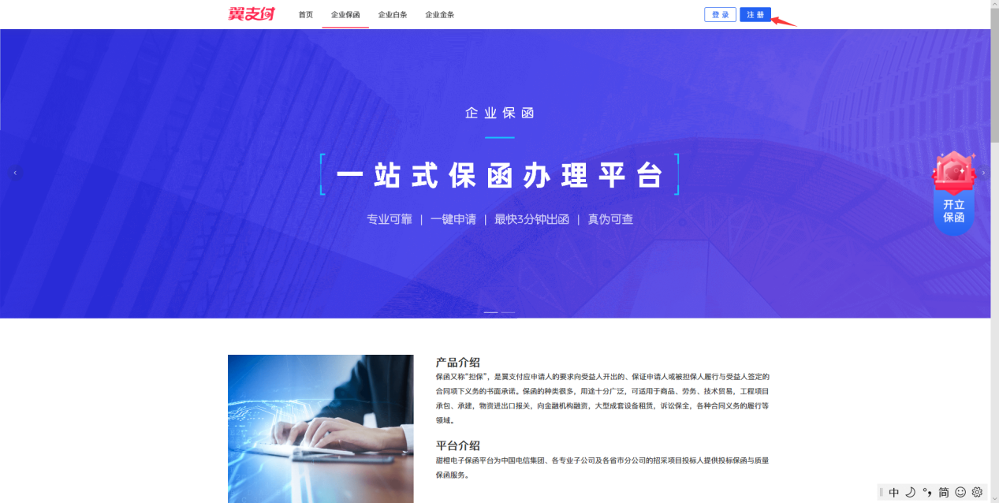 翼支付
首页 企业保函 企业白条 企业金条
登录 注册
企业保函
一站式保函办理平台
专业可靠 | 一键申请 | 最快3分钟出函 | 真伪可查
开立
保函
产品介绍
保函又称“担保”，是翼支付应申请人的要求向受益人开出的、保证申请人或被担保人履行与受益人签定的
合同项下义务的书面承诺。保函的种类很多，用途十分广泛，可适用于商品、劳务、技术贸易，工程项目
承包、承建，物资进出口报关，向金融机构融资，大型成套设备租赁，诉讼保全，各种合同义务的履行等
领域。
平台介绍
甜橙电子保函平台为中国电信集团、各专业子公司及各省市分公司的招采项目投标人提供投标保函与质量
保函服务。
中 简